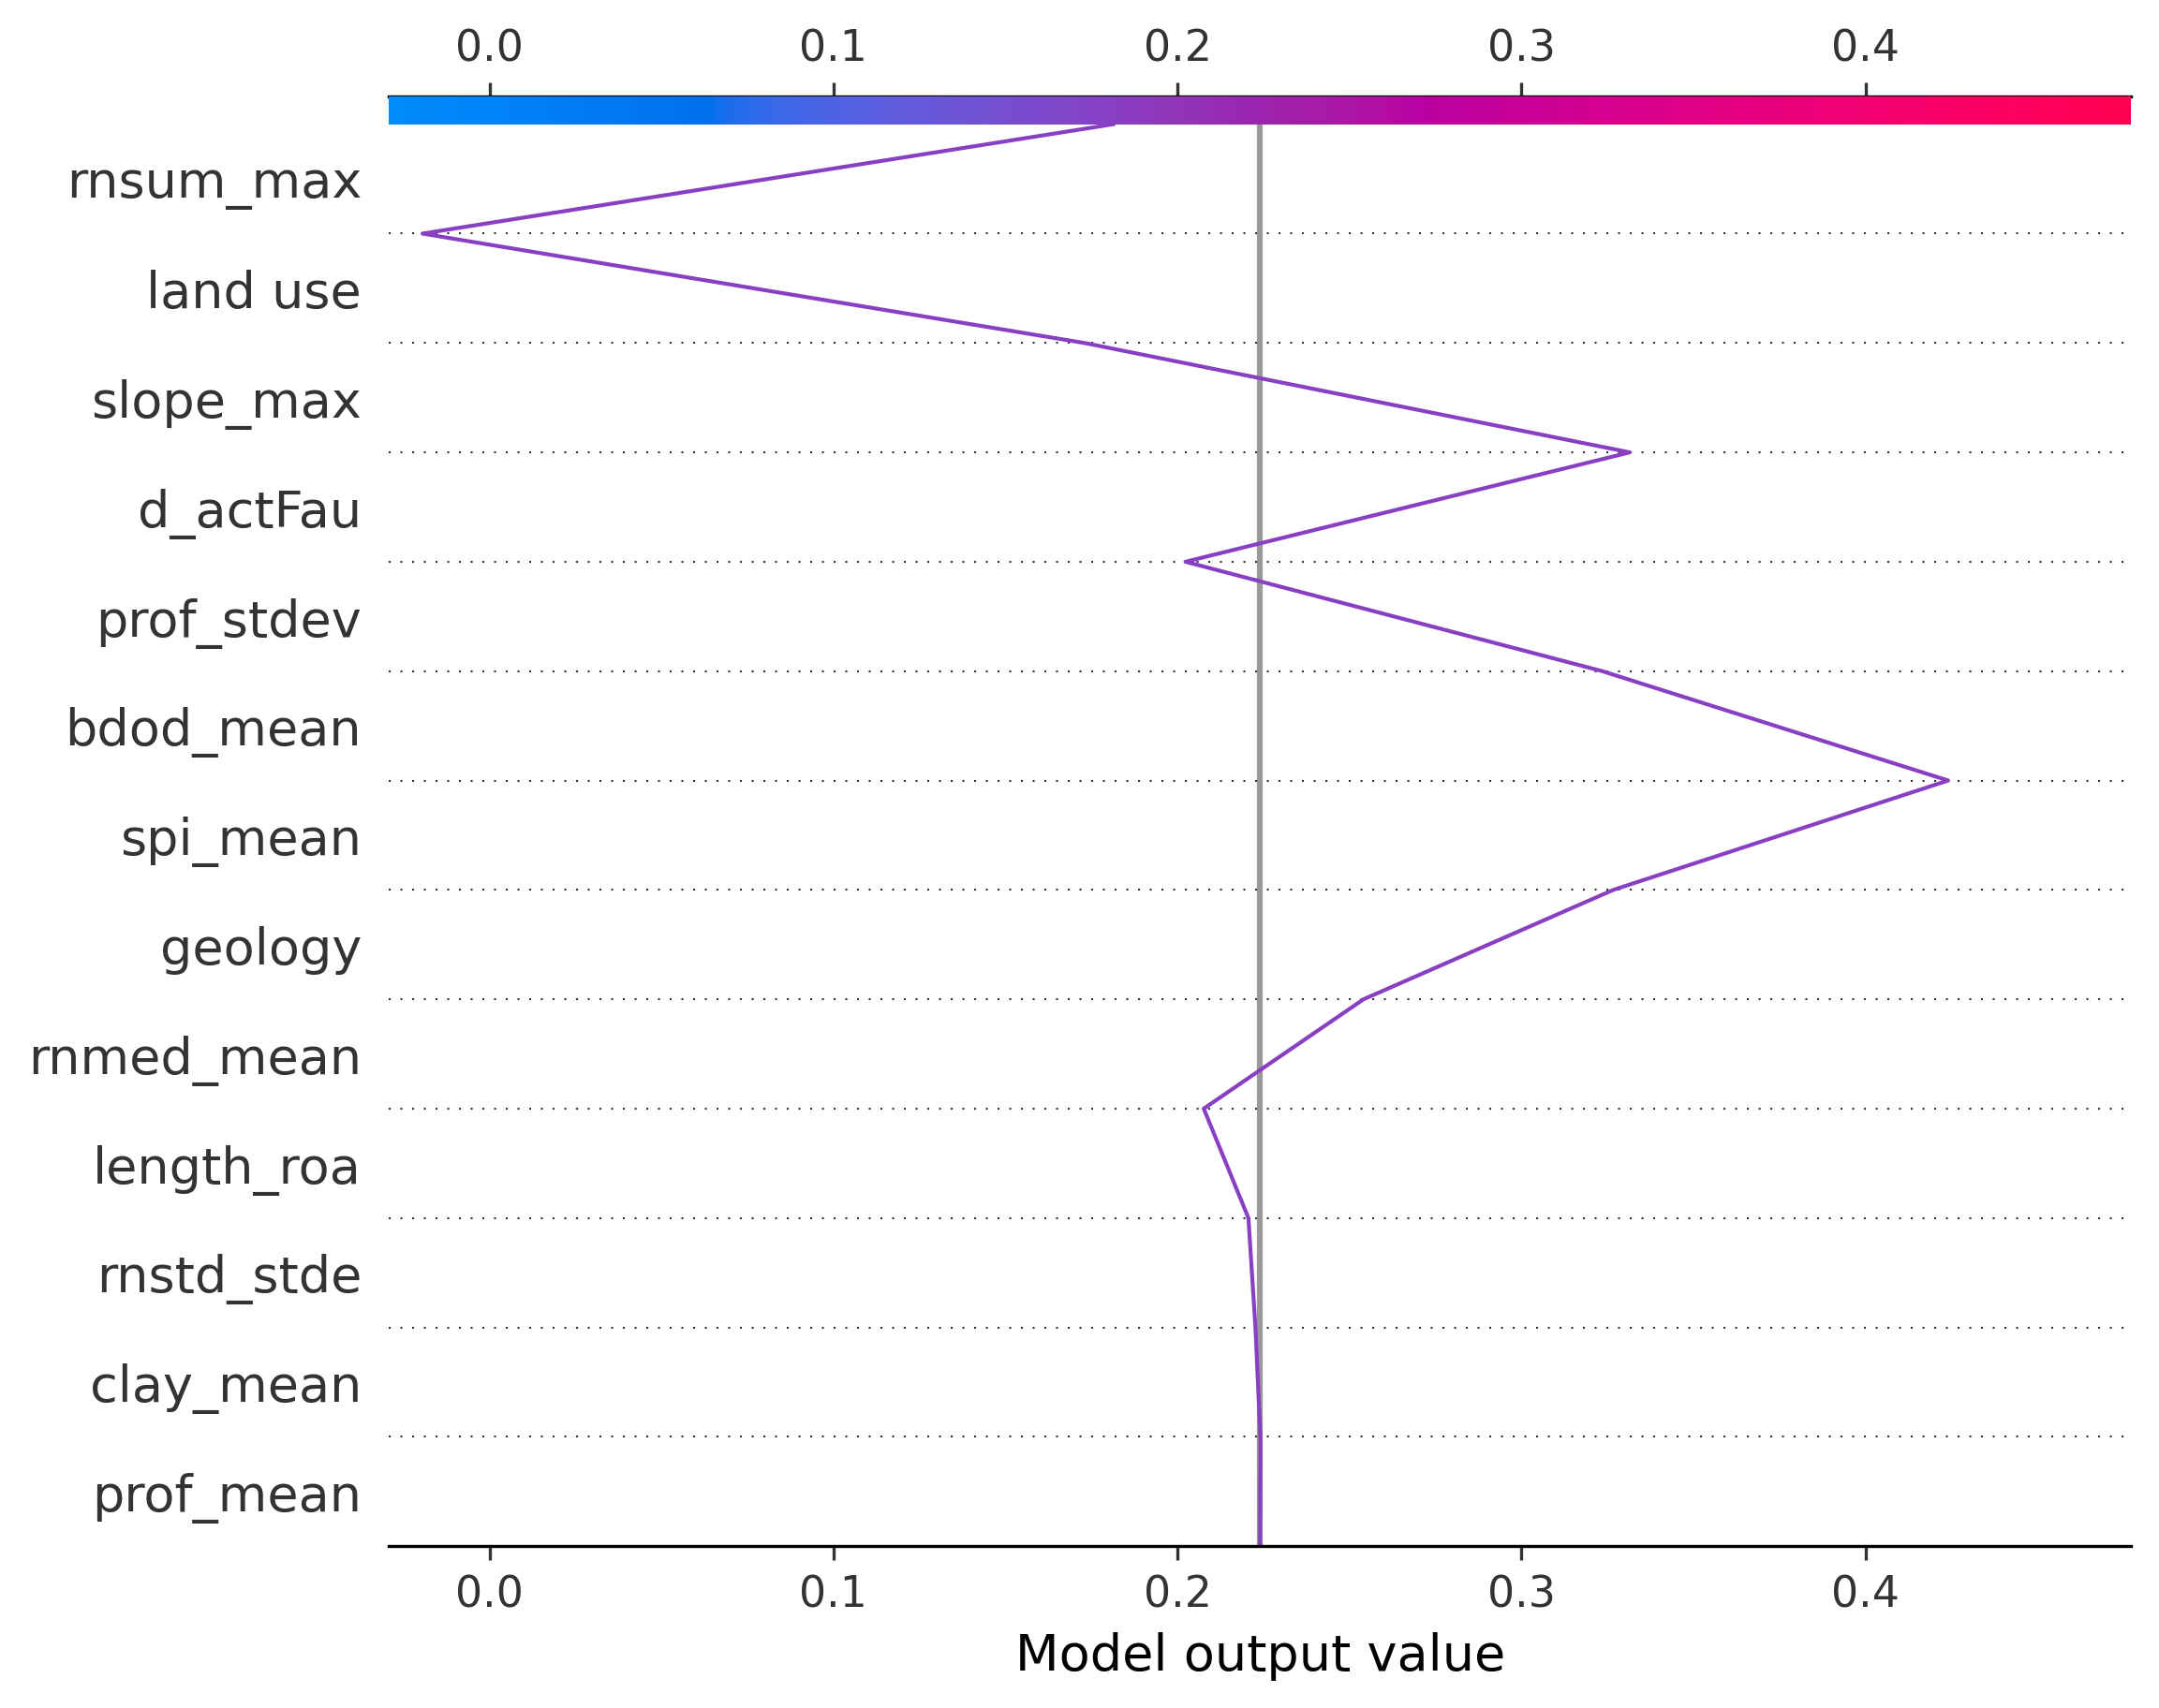 0.0 0.1 0.2 0.3 0.4
rnsum_max
land use
slope_max
d_actFau
prof_stdev
bdod_mean
spi_mean
geology
rnmed_mean
length_roa
rnstd_stde
clay_mean
prof_mean
0.0 0.1 0.2 0.3 0.4
Model output value